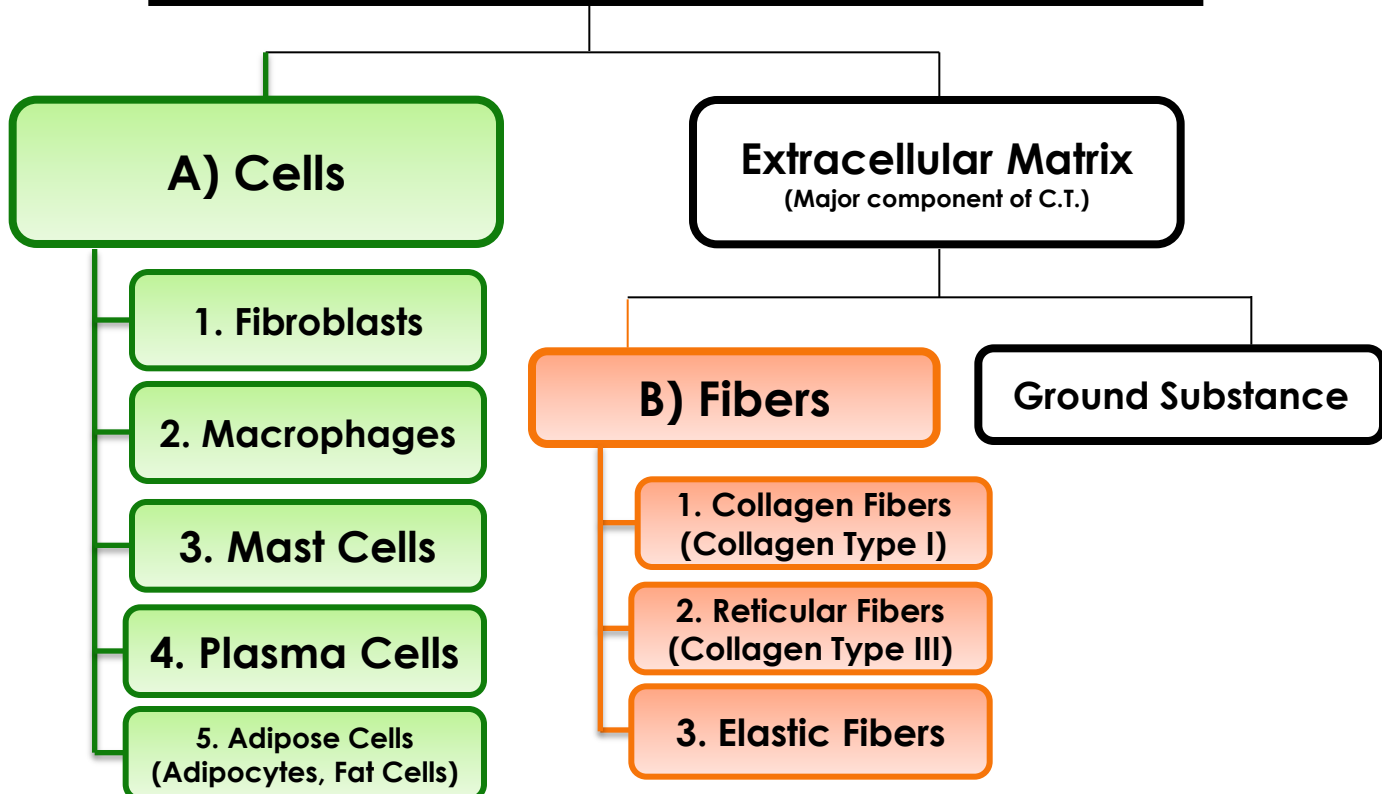 A) Cells
Extracellular Matrix
(Major component of C.T.)
1. Fibroblasts
2. Macrophages
3. Mast Cells
4. Plasma Cells
5. Adipose Cells
(Adipocytes, Fat Cells)
B) Fibers
Ground Substance
1. Collagen Fibers
(Collagen Type I)
2. Reticular Fibers
(Collagen Type III)
3. Elastic Fibers